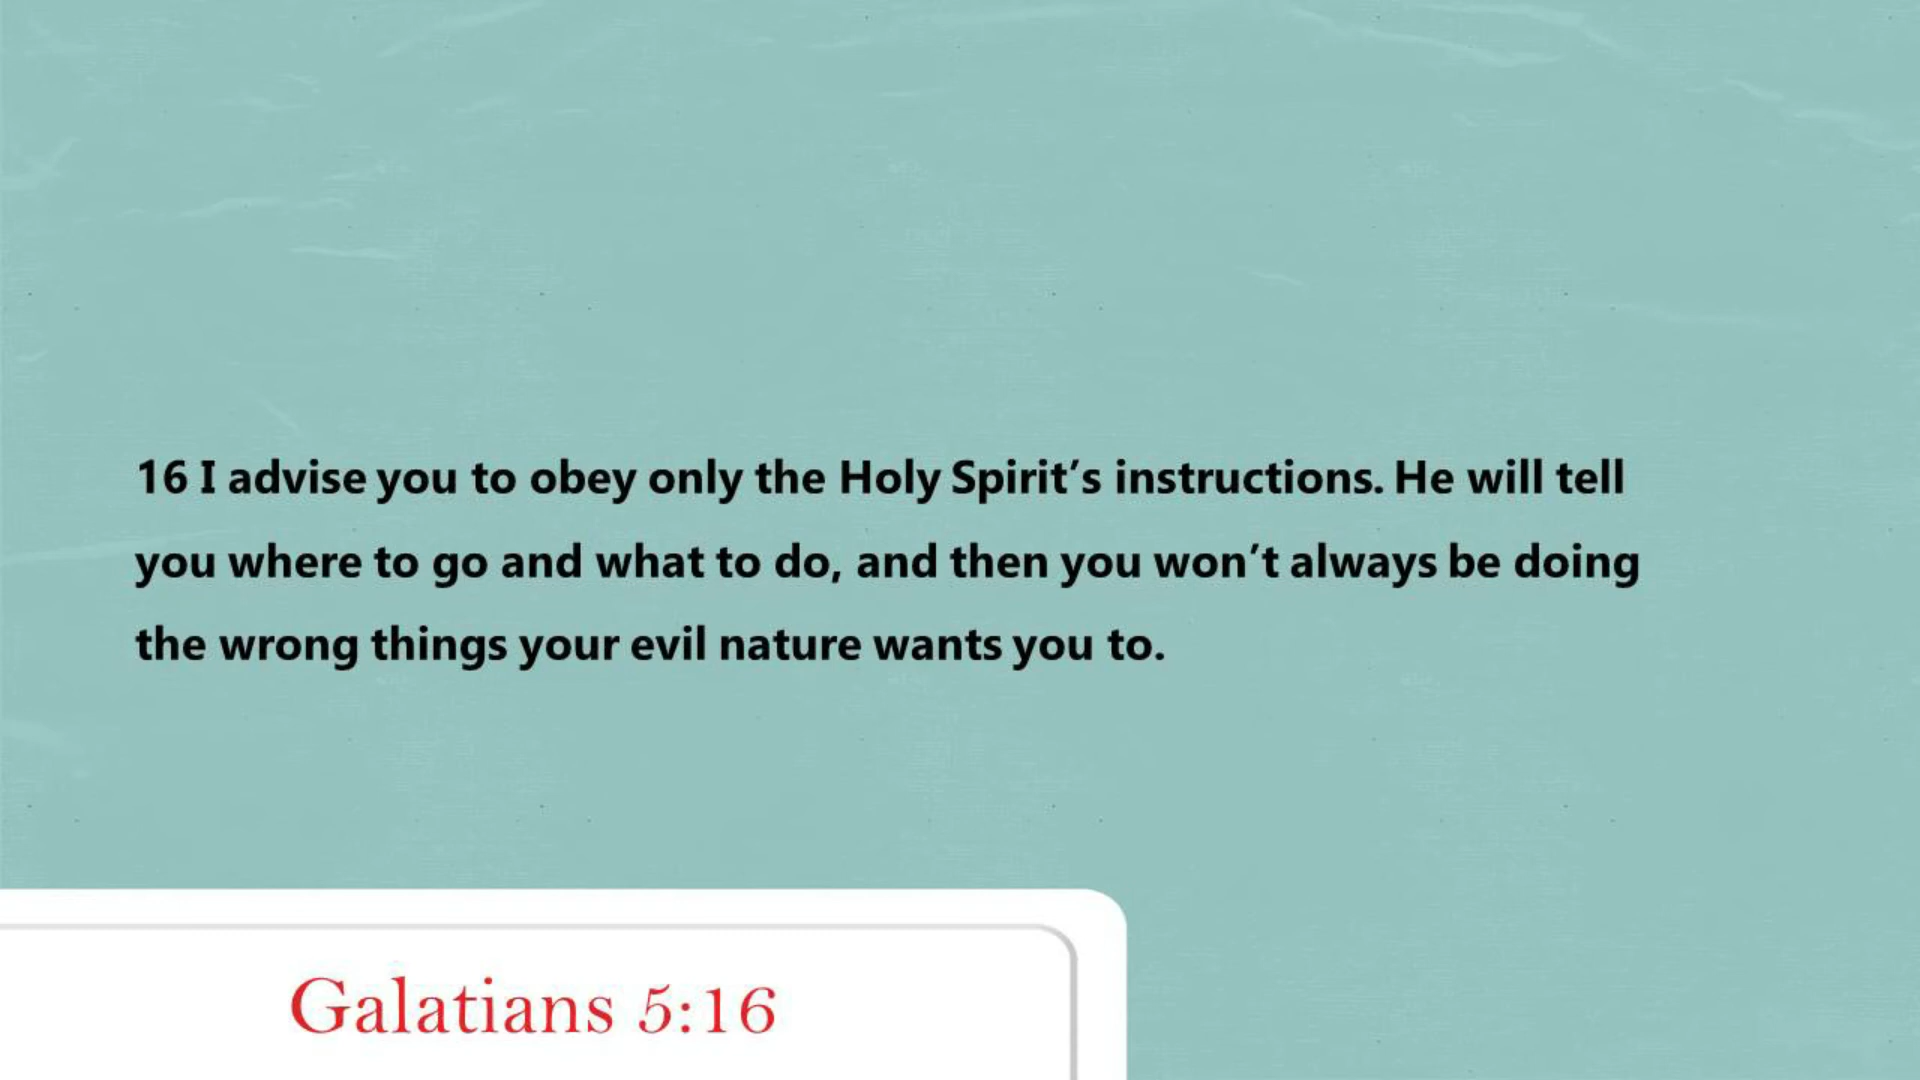 16 I advise you to obey only the Holy Spirit’s instructions. He will tell
you where to go and what to do, and then you won’t always be doing
the wrong things your evil nature wants you to.
Galatians 5:16